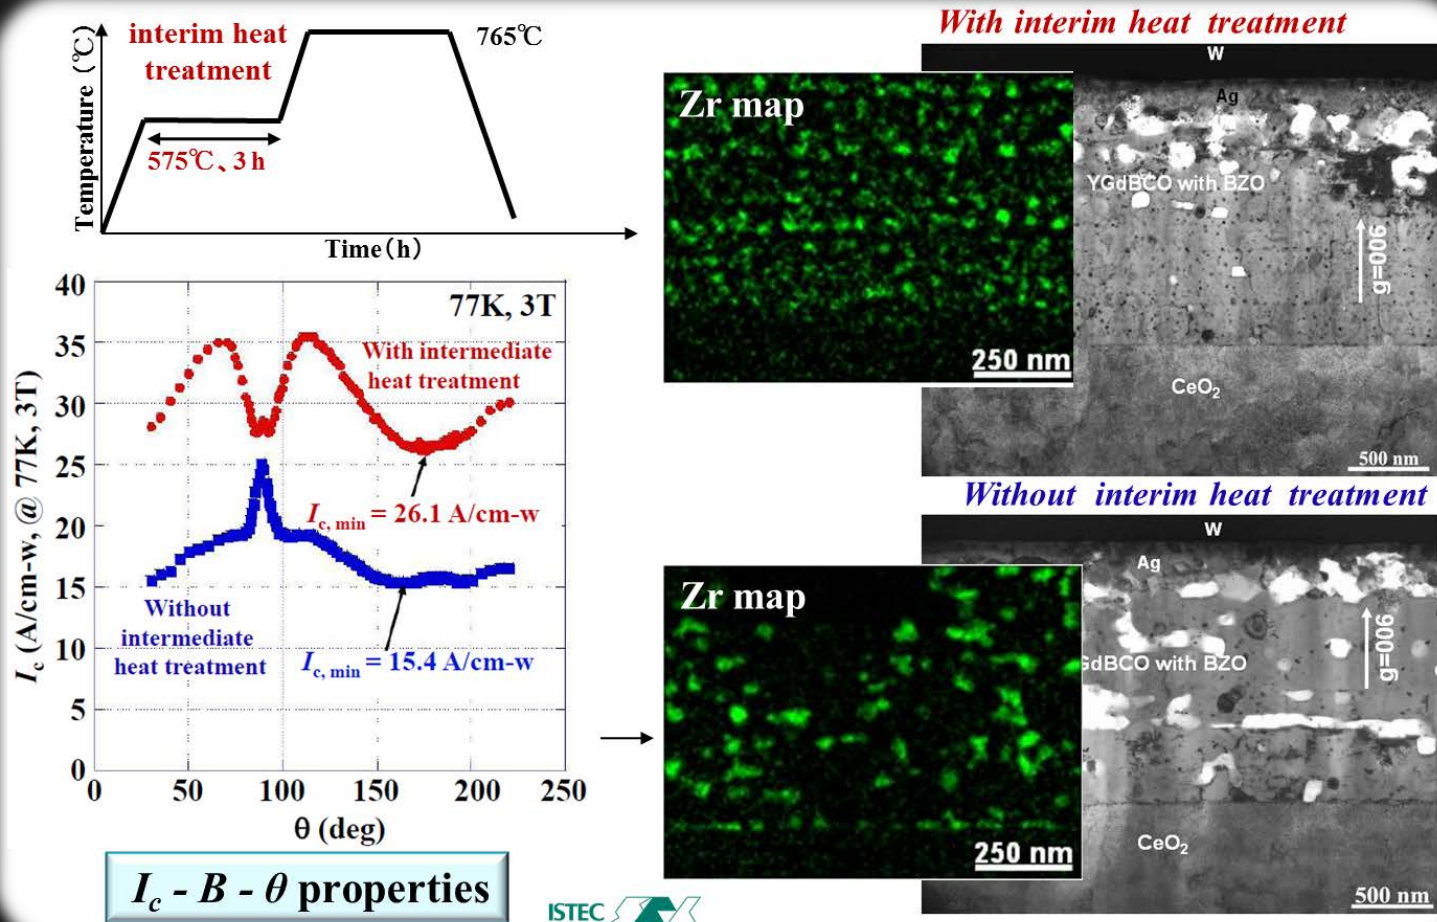 Temperature (℃)
interim heat
treatment
765℃
575℃、3 h
Time(h)
40
35
30
25
20
15
10
5
0
0
50
100
150
200
250
I_c (A/cm-w, @ 77K, 3T)
77K, 3T
With intermediate
heat treatment
I_c, min = 26.1 A/cm-w
Without
intermediate
heat treatment
I_c, min = 15.4 A/cm-w
θ (deg)
I_c - B - θ properties
ISTEC
With interim heat treatment
Zr map
250 nm
W
Ag
YGdBCO with BZO
g=006
CeO₂
500 nm
Without interim heat treatment
Zr map
250 nm
W
Ag
GdBCO with BZO
g=006
CeO₂
500 nm